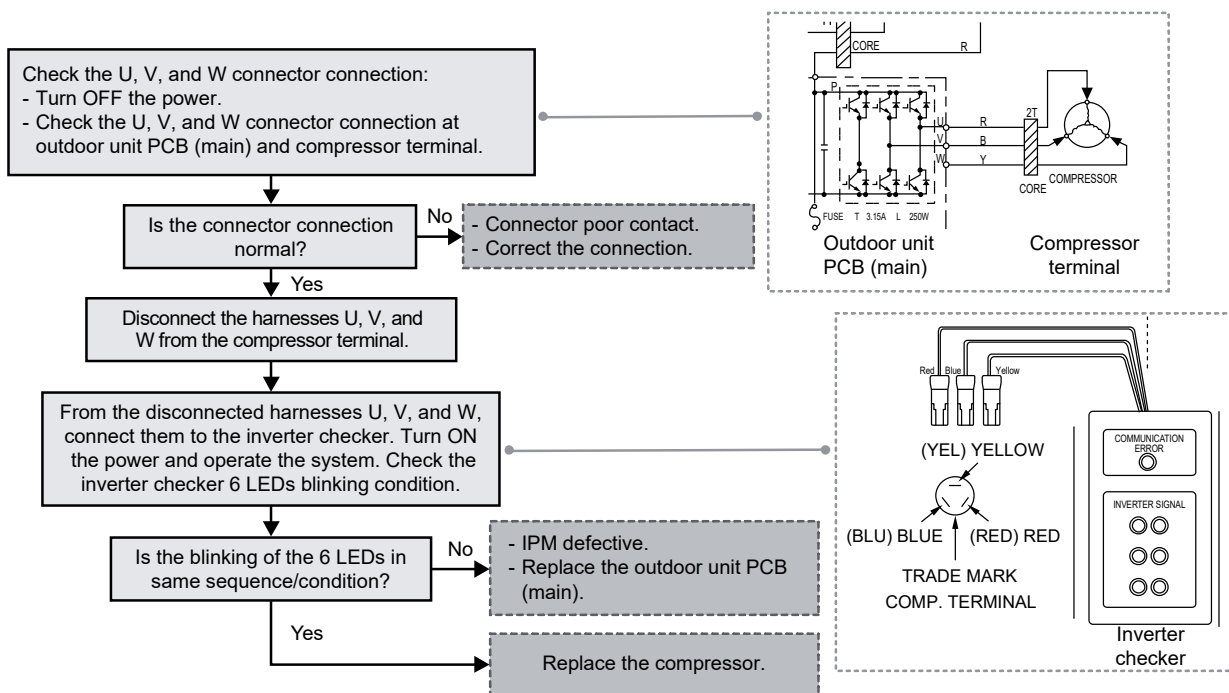 Check the U, V, and W connector connection:
- Turn OFF the power.
- Check the U, V, and W connector connection at
outdoor unit PCB (main) and compressor terminal.
Is the connector connection
normal?
No
- Connector poor contact.
- Correct the connection.
Yes
Disconnect the harnesses U, V, and
W from the compressor terminal.
From the disconnected harnesses U, V, and W,
connect them to the inverter checker. Turn ON
the power and operate the system. Check the
inverter checker 6 LEDs blinking condition.
Is the blinking of the 6 LEDs in
same sequence/condition?
No
- IPM defective.
- Replace the outdoor unit PCB
(main).
Yes
Replace the compressor.
CORE
R
P
U
R
2T
V
B
W
Y
CORE
COMPRESSOR
FUSE T 3.15A L 250W
Outdoor unit
PCB (main)
Compressor
terminal
Red
Blue
Yellow
(YEL) YELLOW
(BLU) BLUE
(RED) RED
TRADE MARK
COMP. TERMINAL
COMMUNICATION
ERROR
INVERTER SIGNAL
Inverter
checker